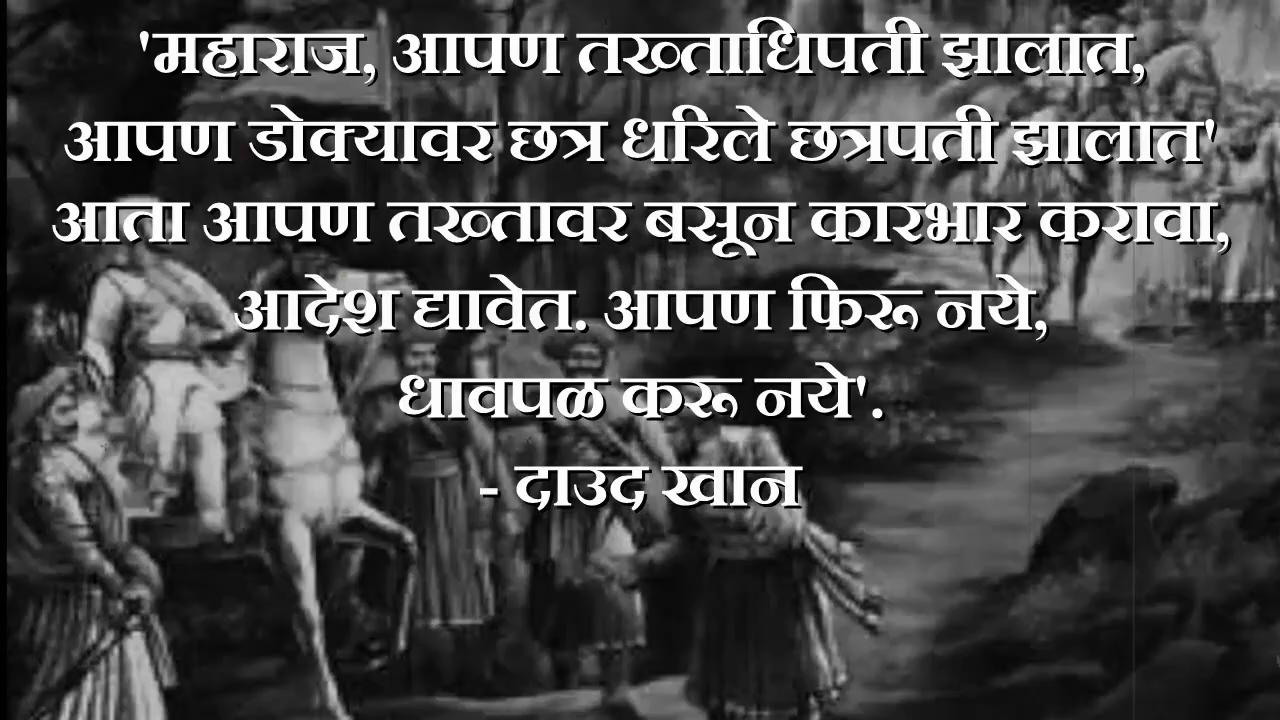 'महाराज, आपण तख्ताधिपती झालात,
आपण डोक्यावर छत्र धरिले छत्रपती झालात'
आता आपण तख्तावर बसून कारभार करावा,
आदेश द्यावेत. आपण फिरू नये,
धावपळ करू नये'.
- दाउद खान